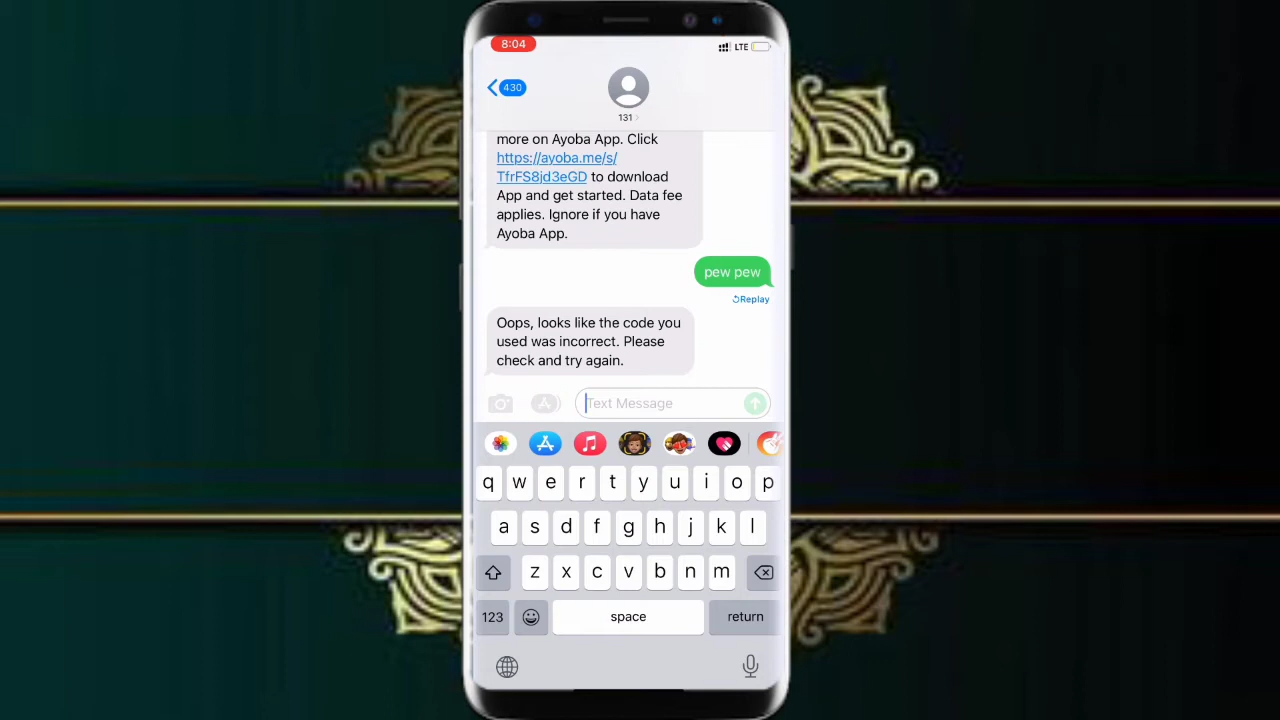 8:04
LTE
430
131
more on Ayoba App. Click
https://ayoba.me/s/
TfrFS8jd3eGD to download
App and get started. Data fee
applies. Ignore if you have
Ayoba App.
pew pew
Replay
Oops, looks like the code you
used was incorrect. Please
check and try again.
Text Message
q w e r t y u i o p
a s d f g h j k l
z x c v b n m
123 space return